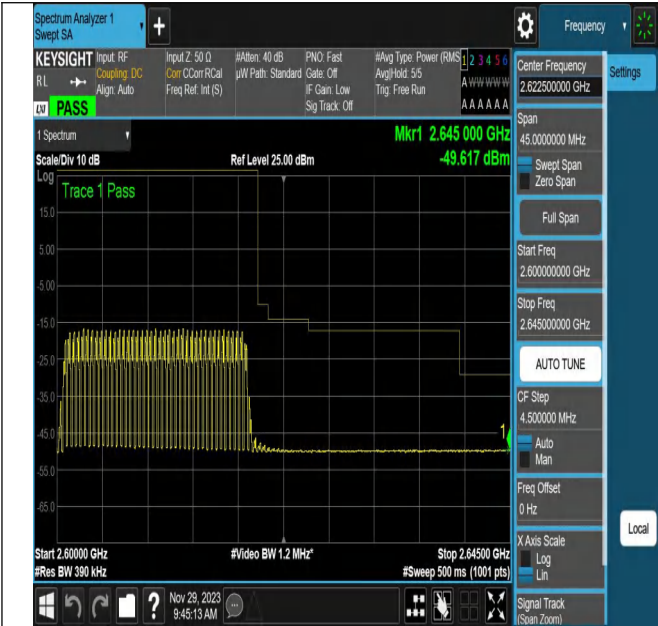 Spectrum Analyzer 1
Swept SA
+
Frequency
KEYSIGHT
RL
LXI
PASS
Input: RF
Coupling: DC
Align: Auto
Input Z: 50 Ω
Corr CCorr RCal
Freq Ref: Int (S)
#Atten: 40 dB
µW Path: Standard
PNO: Fast
Gate: Off
IF Gain: Low
Sig Track: Off
#Avg Type: Power (RMS
Avg|Hold: 5/5
Trig: Free Run
1 2 3 4 5 6
A W W W W W
A A A A A A
Center Frequency
2.622500000 GHz
Settings
Span
45.0000000 MHz
Swept Span
Zero Span
Full Span
Start Freq
2.600000000 GHz
Stop Freq
2.645000000 GHz
AUTO TUNE
CF Step
4.500000 MHz
Auto
Man
Freq Offset
0 Hz
X Axis Scale
Log
Lin
Signal Track
(Span Zoom)
Local
1 Spectrum
Scale/Div 10 dB
Ref Level 25.00 dBm
Mkr1 2.645 000 GHz
-49.617 dBm
Log
Trace 1 Pass
15.0
5.00
-5.00
-15.0
-25.0
-35.0
-45.0
-55.0
-65.0
1
Start 2.60000 GHz
#Video BW 1.2 MHz*
Stop 2.64500 GHz
#Res BW 390 kHz
#Sweep 500 ms (1001 pts)
?
Nov 29, 2023
9:45:13 AM